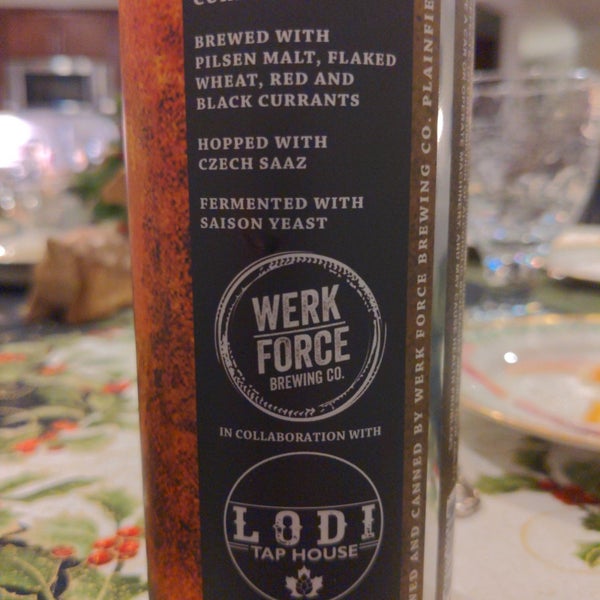 BREWED WITH
PILSEN MALT, FLAKED
WHEAT, RED AND
BLACK CURRANTS
HOPPED WITH
CZECH SAAZ
FERMENTED WITH
SAISON YEAST
WERK
FORCE
BREWING CO.
IN COLLABORATION WITH
LODI
TAP HOUSE
AND CANNED BY WERK FORCE BREWING CO. PLAINFIE